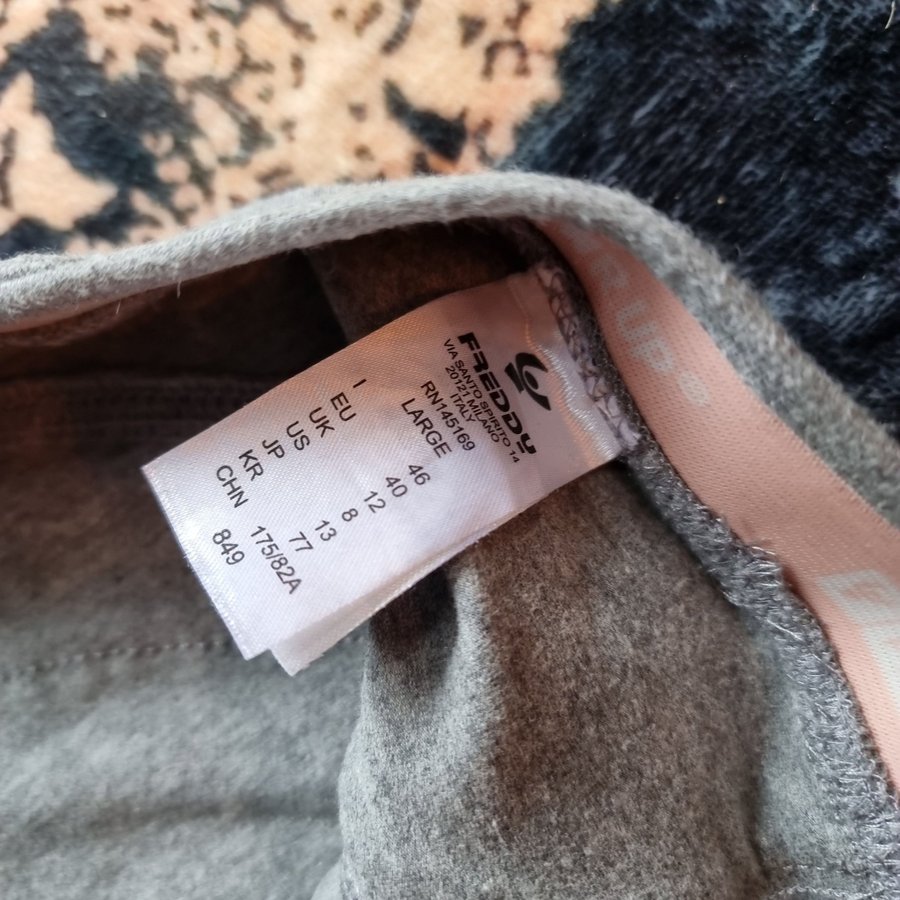 FREDDY
VIA SANTO SPIRITO 14
20121 MILANO
ITALY
RN145169
LARGE
I 46
EU 40
UK 12
US 8
JP 13
KR 77
CHN 175/82A
849
UP®